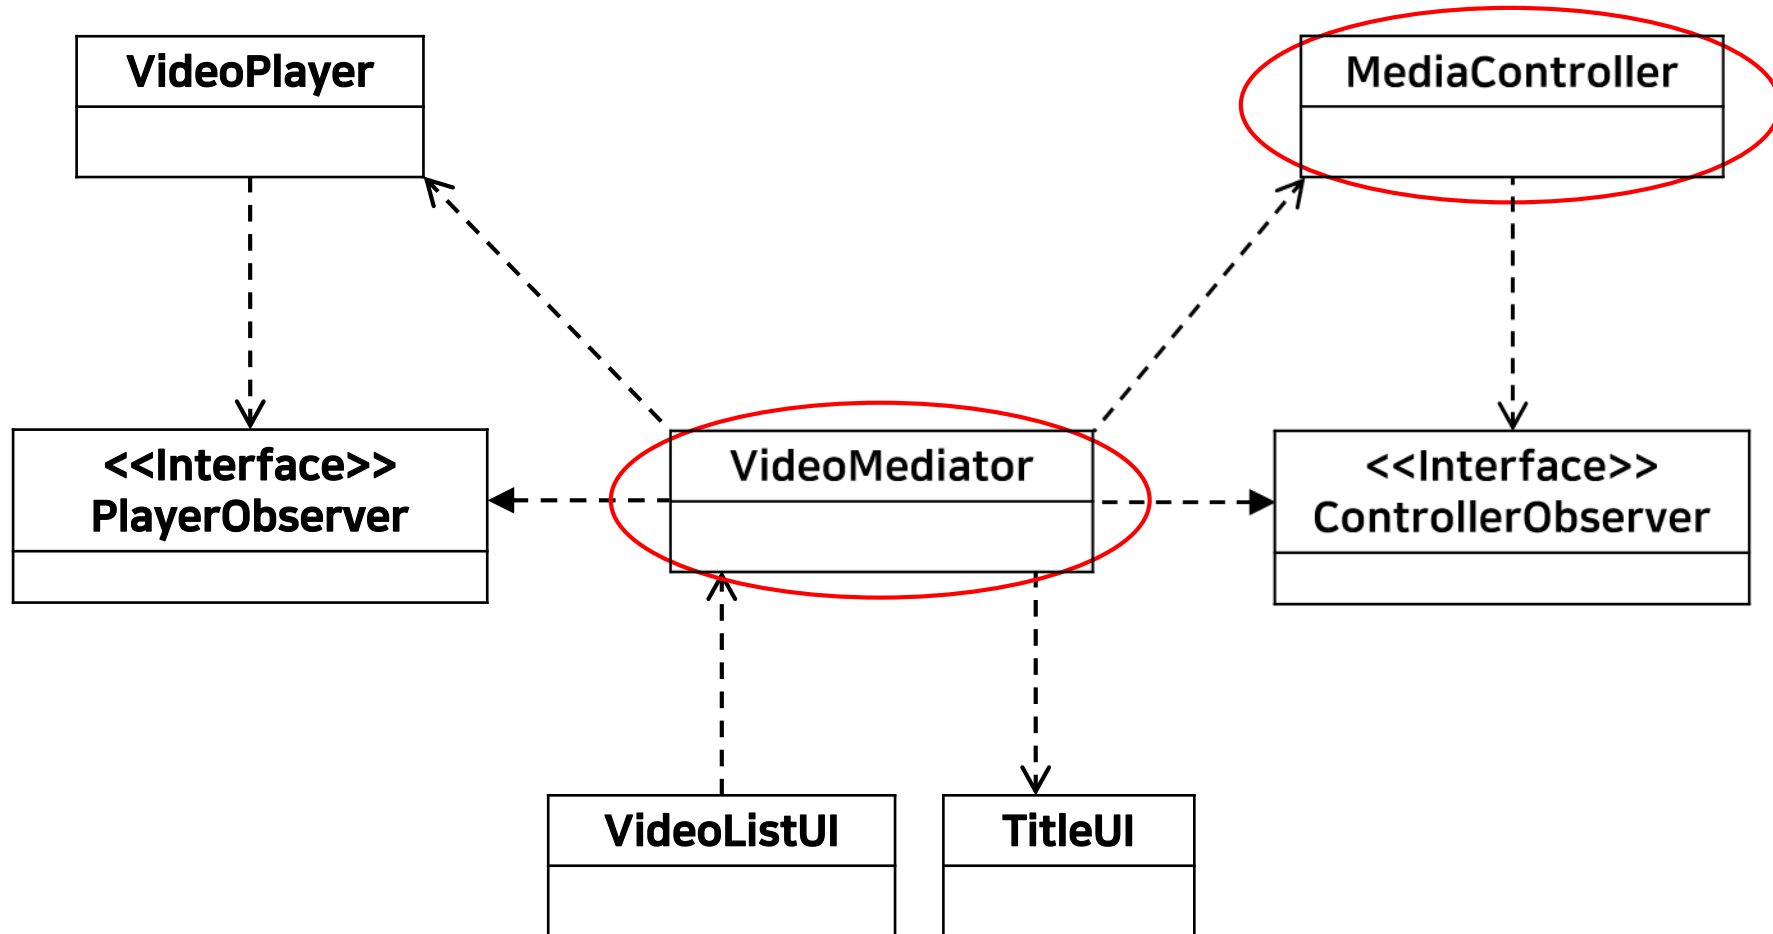 VideoPlayer
MediaController
<<Interface>>
PlayerObserver
VideoMediator
<<Interface>>
ControllerObserver
VideoListUI
TitleUI